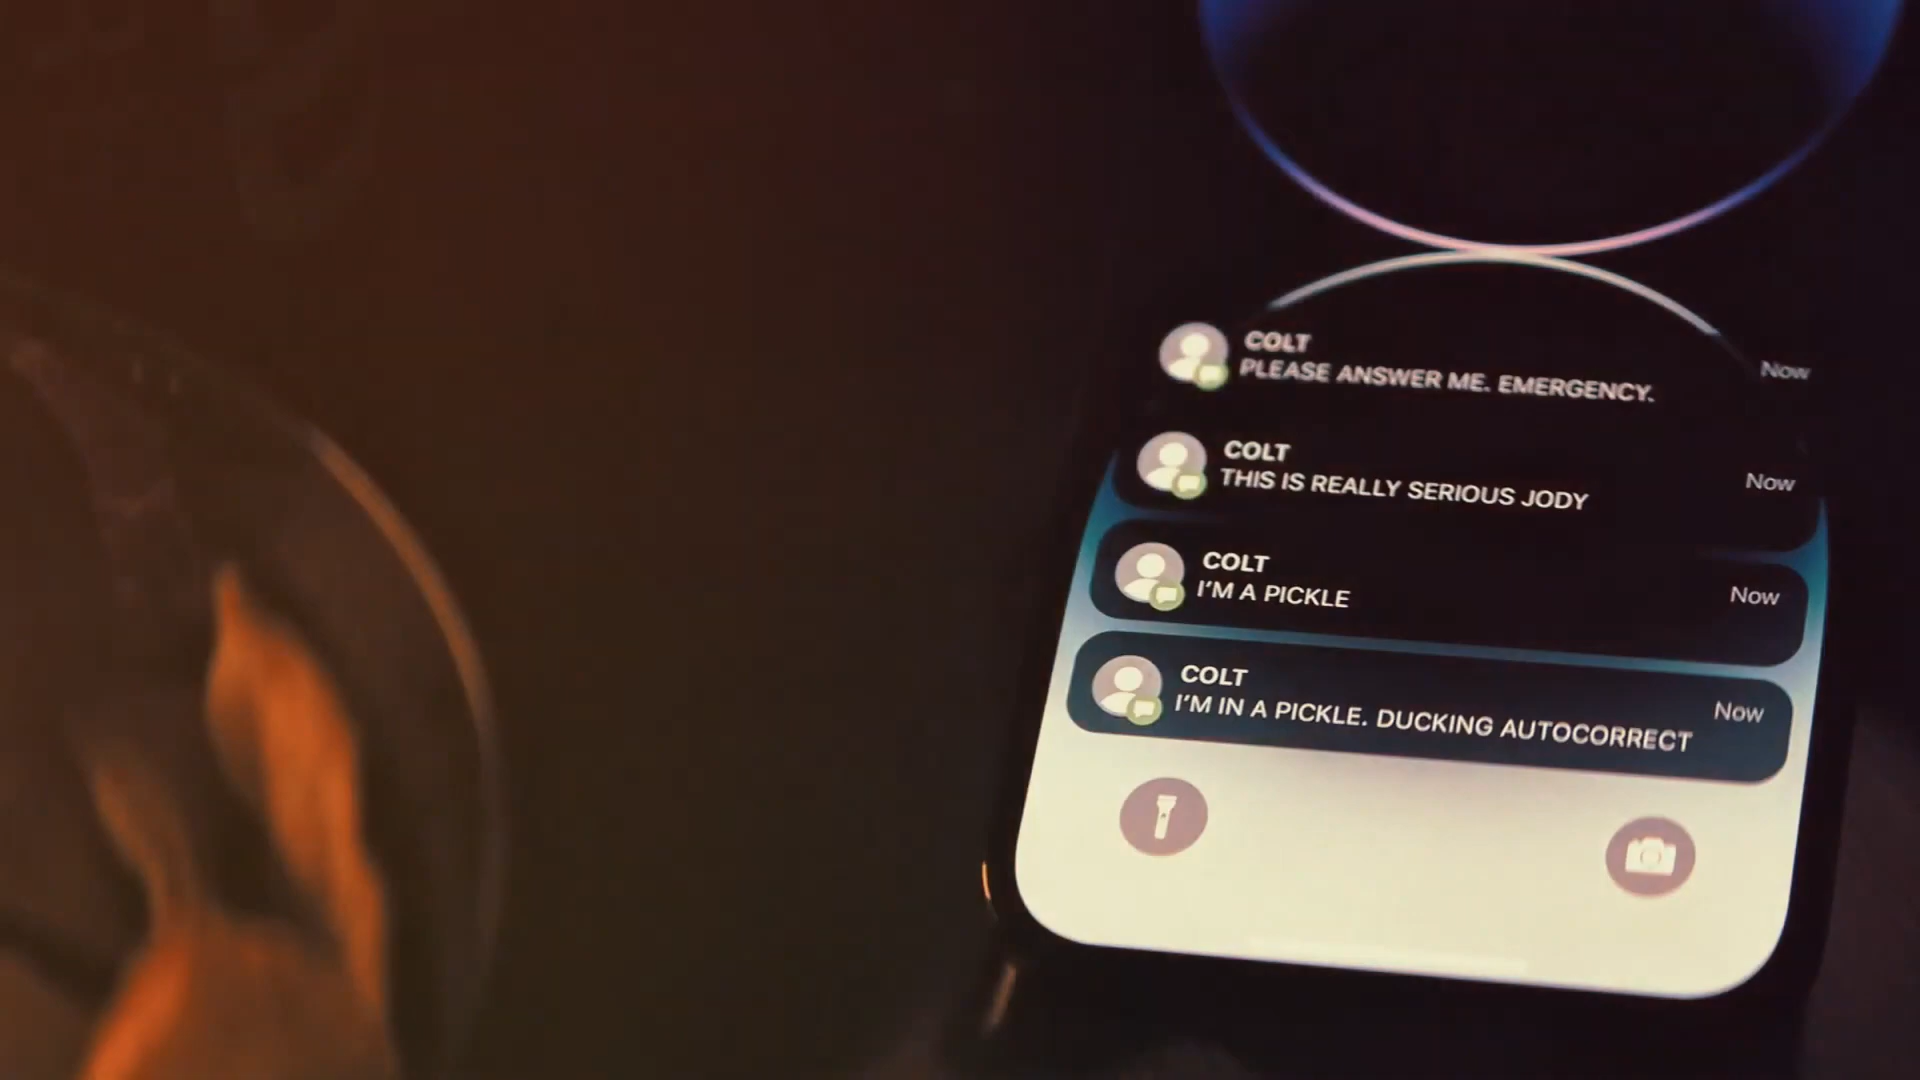 COLT
PLEASE ANSWER ME. EMERGENCY.
Now
COLT
THIS IS REALLY SERIOUS JODY
Now
COLT
I'M A PICKLE
Now
COLT
I'M IN A PICKLE. DUCKING AUTOCORRECT
Now